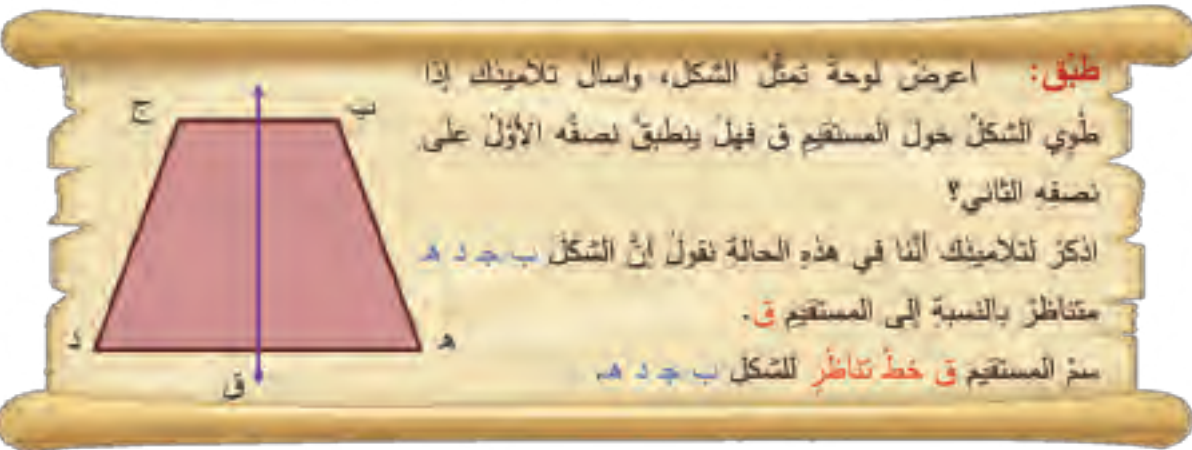 طبّق: اعرضْ لوحةً تمثّلُ الشكلَ، واسألْ تلاميذك إذا
طُوِي الشكلُ حولَ المستقيمِ ق فهلْ ينطبقُ نصفُه الأوّلُ على
نصفهِ الثاني؟
اذكرْ لتلاميذك أنّنا في هذهِ الحالةِ نقولُ إنَّ الشكلَ ب جـ د هـ
متناظرٌ بالنسبةِ إلى المستقيمِ ق.
سمِّ المستقيمَ ق خطَّ تناظرٍ للشكلِ ب جـ د هـ
ب
ج
هـ
د
ق